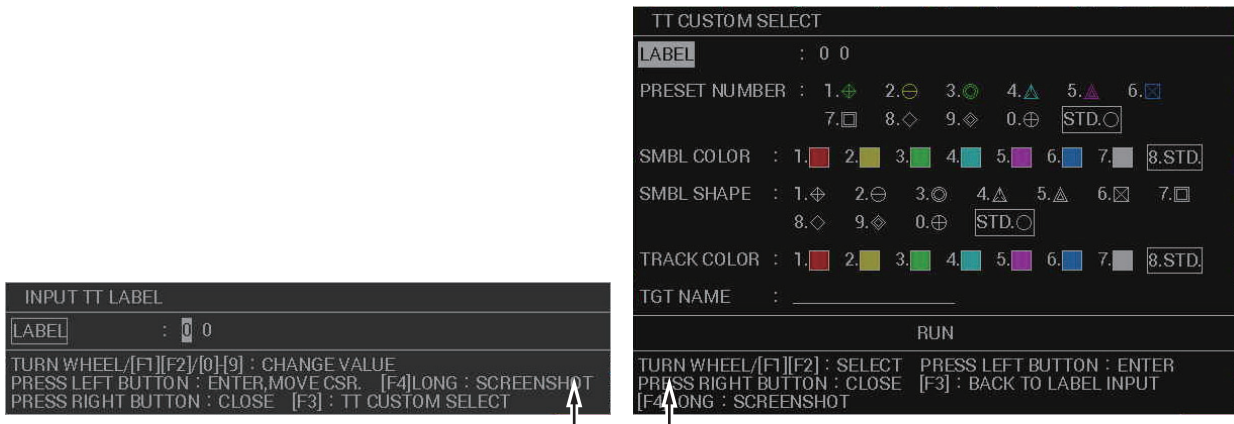 INPUT TT LABEL
LABEL : 0 0
TURN WHEEL/[F1][F2]/[0]-[9] : CHANGE VALUE
PRESS LEFT BUTTON : ENTER,MOVE CSR. [F4]LONG : SCREENSHOT
PRESS RIGHT BUTTON : CLOSE [F3] : TT CUSTOM SELECT
TT CUSTOM SELECT
LABEL : 0 0
PRESET NUMBER : 1. 2. 3. 4. 5. 6.
7. 8. 9. 0. STD.
SMBL COLOR : 1. 2. 3. 4. 5. 6. 7. 8.STD.
SMBL SHAPE : 1. 2. 3. 4. 5. 6. 7.
8. 9. 0. STD.
TRACK COLOR : 1. 2. 3. 4. 5. 6. 7. 8.STD.
TGT NAME :
RUN
TURN WHEEL/[F1][F2] : SELECT PRESS LEFT BUTTON : ENTER
PRESS RIGHT BUTTON : CLOSE [F3] : BACK TO LABEL INPUT
[F4]LONG : SCREENSHOT